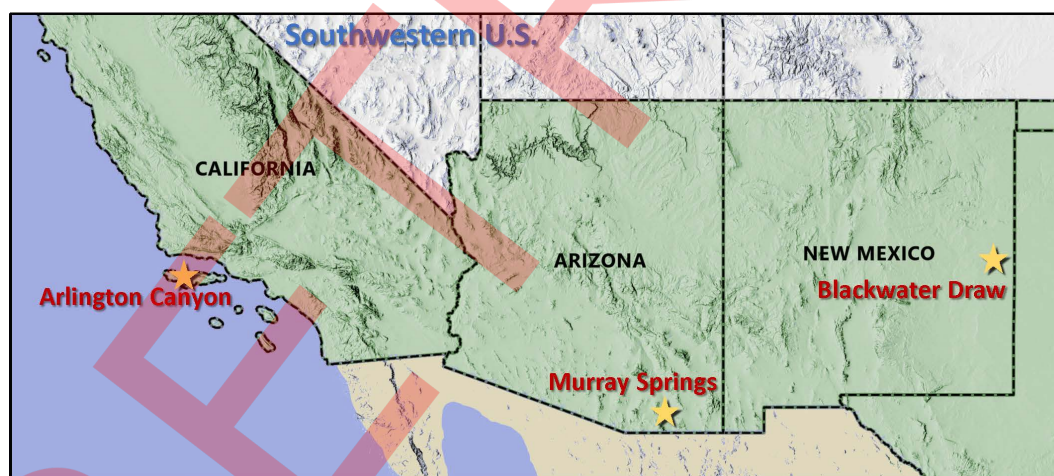 Southwestern U.S.
CALIFORNIA
ARIZONA
NEW MEXICO
Arlington Canyon
Blackwater Draw
Murray Springs